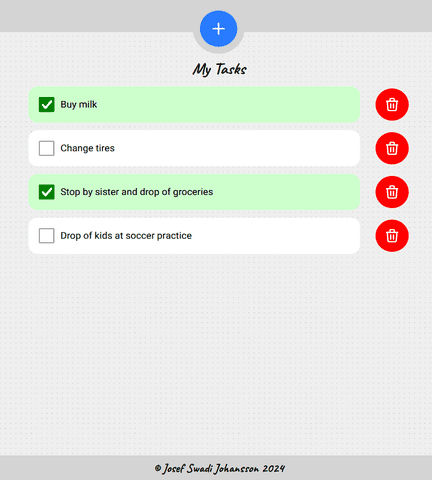 My Tasks
Buy milk
Change tires
Stop by sister and drop of groceries
Drop of kids at soccer practice
© Josef Swadi Johansson 2024